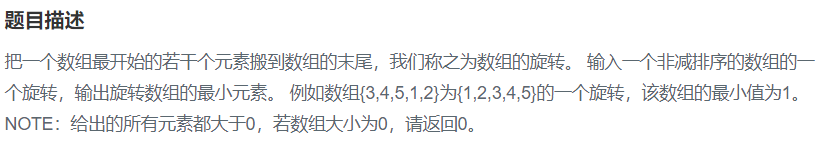 题目描述
把一个数组最开始的若干个元素搬到数组的末尾，我们称之为数组的旋转。 输入一个非减排序的数组的一
个旋转，输出旋转数组的最小元素。 例如数组{3,4,5,1,2}为{1,2,3,4,5}的一个旋转，该数组的最小值为1。
NOTE：给出的所有元素都大于0，若数组大小为0，请返回0。